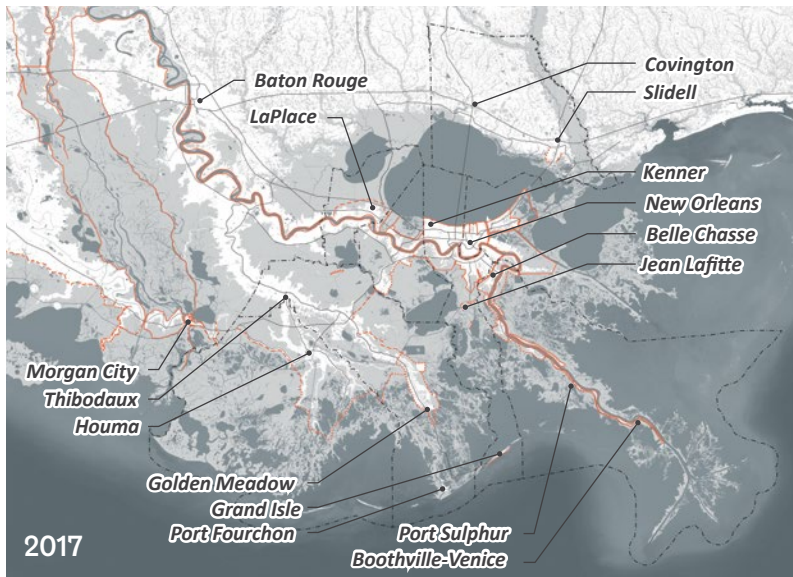 Baton Rouge
LaPlace
Covington
Slidell
Kenner
New Orleans
Belle Chasse
Jean Lafitte
Morgan City
Thibodaux
Houma
Golden Meadow
Grand Isle
Port Fourchon
Port Sulphur
Boothville-Venice
2017